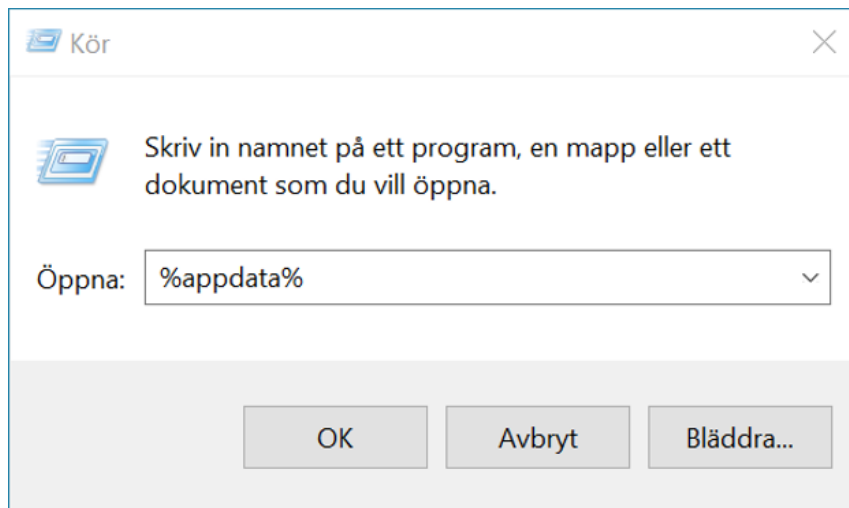 Kör
Skriv in namnet på ett program, en mapp eller ett
dokument som du vill öppna.
Öppna: %appdata%
OK Avbryt Bläddra...